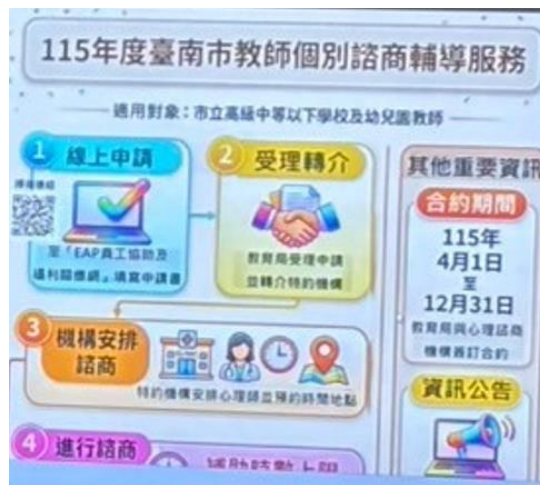 115年度臺南市教師個別諮商輔導服務
適用對象：市立高級中等以下學校及幼兒園教師
1 線上申請
至「EAP員工協助及
福利關懷網」填寫申請書
2 受理轉介
教育局受理申請
並轉介特約機構
3 機構安排
諮商
特約機構安排心理師並預約時間地點
4 進行諮商
其他重要資訊
合約期間
115年
4月1日
至
12月31日
教育局與心理諮商
機構簽訂合約
資訊公告